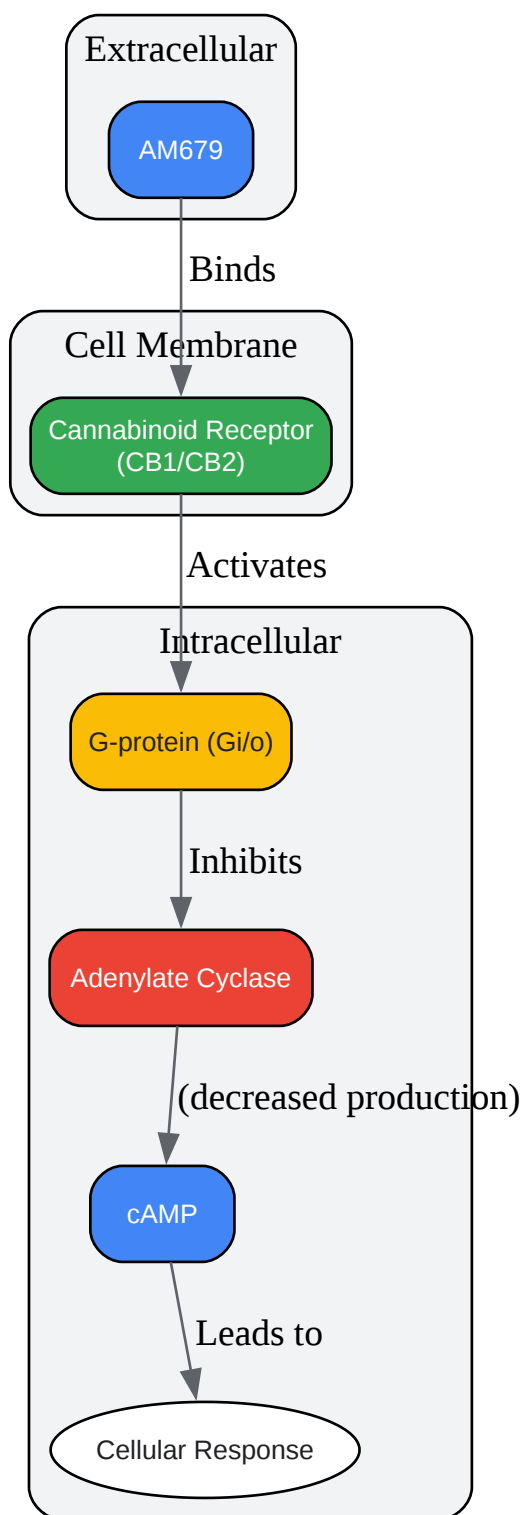 Extracellular
AM679
Binds
Cell Membrane
Cannabinoid Receptor
(CB1/CB2)
Activates
Intracellular
G-protein (Gi/o)
Inhibits
Adenylate Cyclase
(decreased production)
cAMP
Leads to
Cellular Response